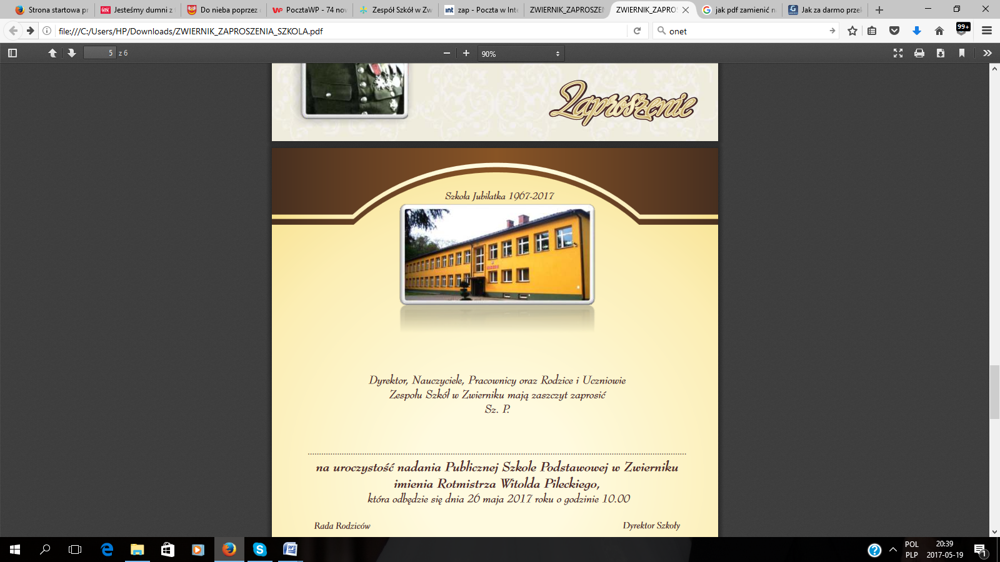 Strona startowa pr
Jesteśmy dumni z
Do nieba poprzez
PocztaWP - 74 nov
Zespół Szkół w Zw
int zap - Poczta w Inte
ZWIERNIK_ZAPROSZEN
ZWIERNIK_ZAPRO
jak pdf zamienić n
Jak za darmo przek
file:///C:/Users/HP/Downloads/ZWIERNIK_ZAPROSZENIA_SZKOLA.pdf
onet
99+
5 z 6
90%
Zaproszenie
Szkoła Jubilatka 1967-2017
Dyrektor, Nauczyciele, Pracownicy oraz Rodzice i Uczniowie
Zespołu Szkół w Zwierniku mają zaszczyt zaprosić
Sz. P.
na uroczystość nadania Publicznej Szkole Podstawowej w Zwierniku
imienia Rotmistrza Witolda Pileckiego,
która odbędzie się dnia 26 maja 2017 roku o godzinie 10.00
Rada Rodziców
Dyrektor Szkoły
POL
PLP
20:39
2017-05-19
1